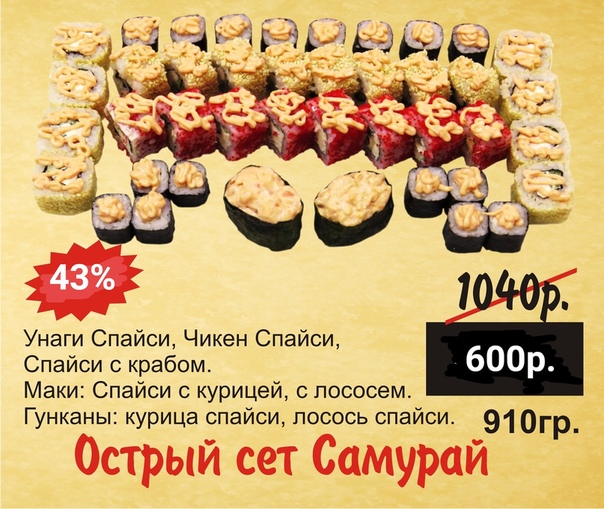 43%
1040р.
Унаги Спайси, Чикен Спайси,
Спайси с крабом.
600р.
Маки: Спайси с курицей, с лососем.
Гунканы: курица спайси, лосось спайси.
910гр.
Острый сет Самурай